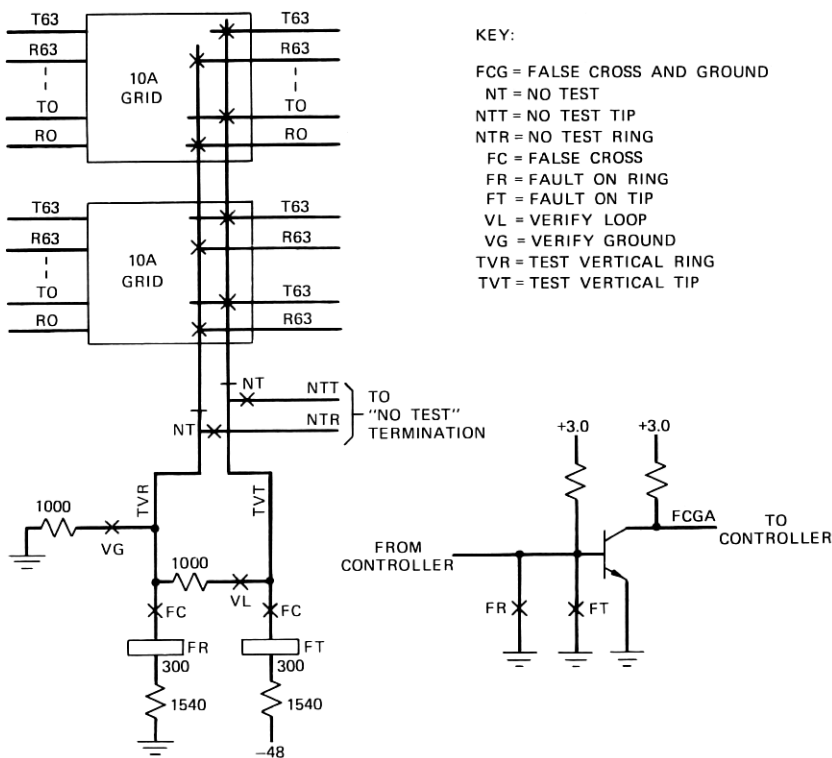 T63
R63
TO
RO
10A
GRID
T63
R63
TO
RO
T63
R63
TO
RO
10A
GRID
T63
R63
T63
R63
NT
NTT
NT
NTR
TO
"NO TEST"
TERMINATION
TVR
TVT
1000
VG
1000
VL
FC
FC
FR
300
FT
300
1540
1540
−48
KEY:
FCG = FALSE CROSS AND GROUND
NT = NO TEST
NTT = NO TEST TIP
NTR = NO TEST RING
FC = FALSE CROSS
FR = FAULT ON RING
FT = FAULT ON TIP
VL = VERIFY LOOP
VG = VERIFY GROUND
TVR = TEST VERTICAL RING
TVT = TEST VERTICAL TIP
+3.0
+3.0
FCGA
TO
CONTROLLER
FROM
CONTROLLER
FR
FT